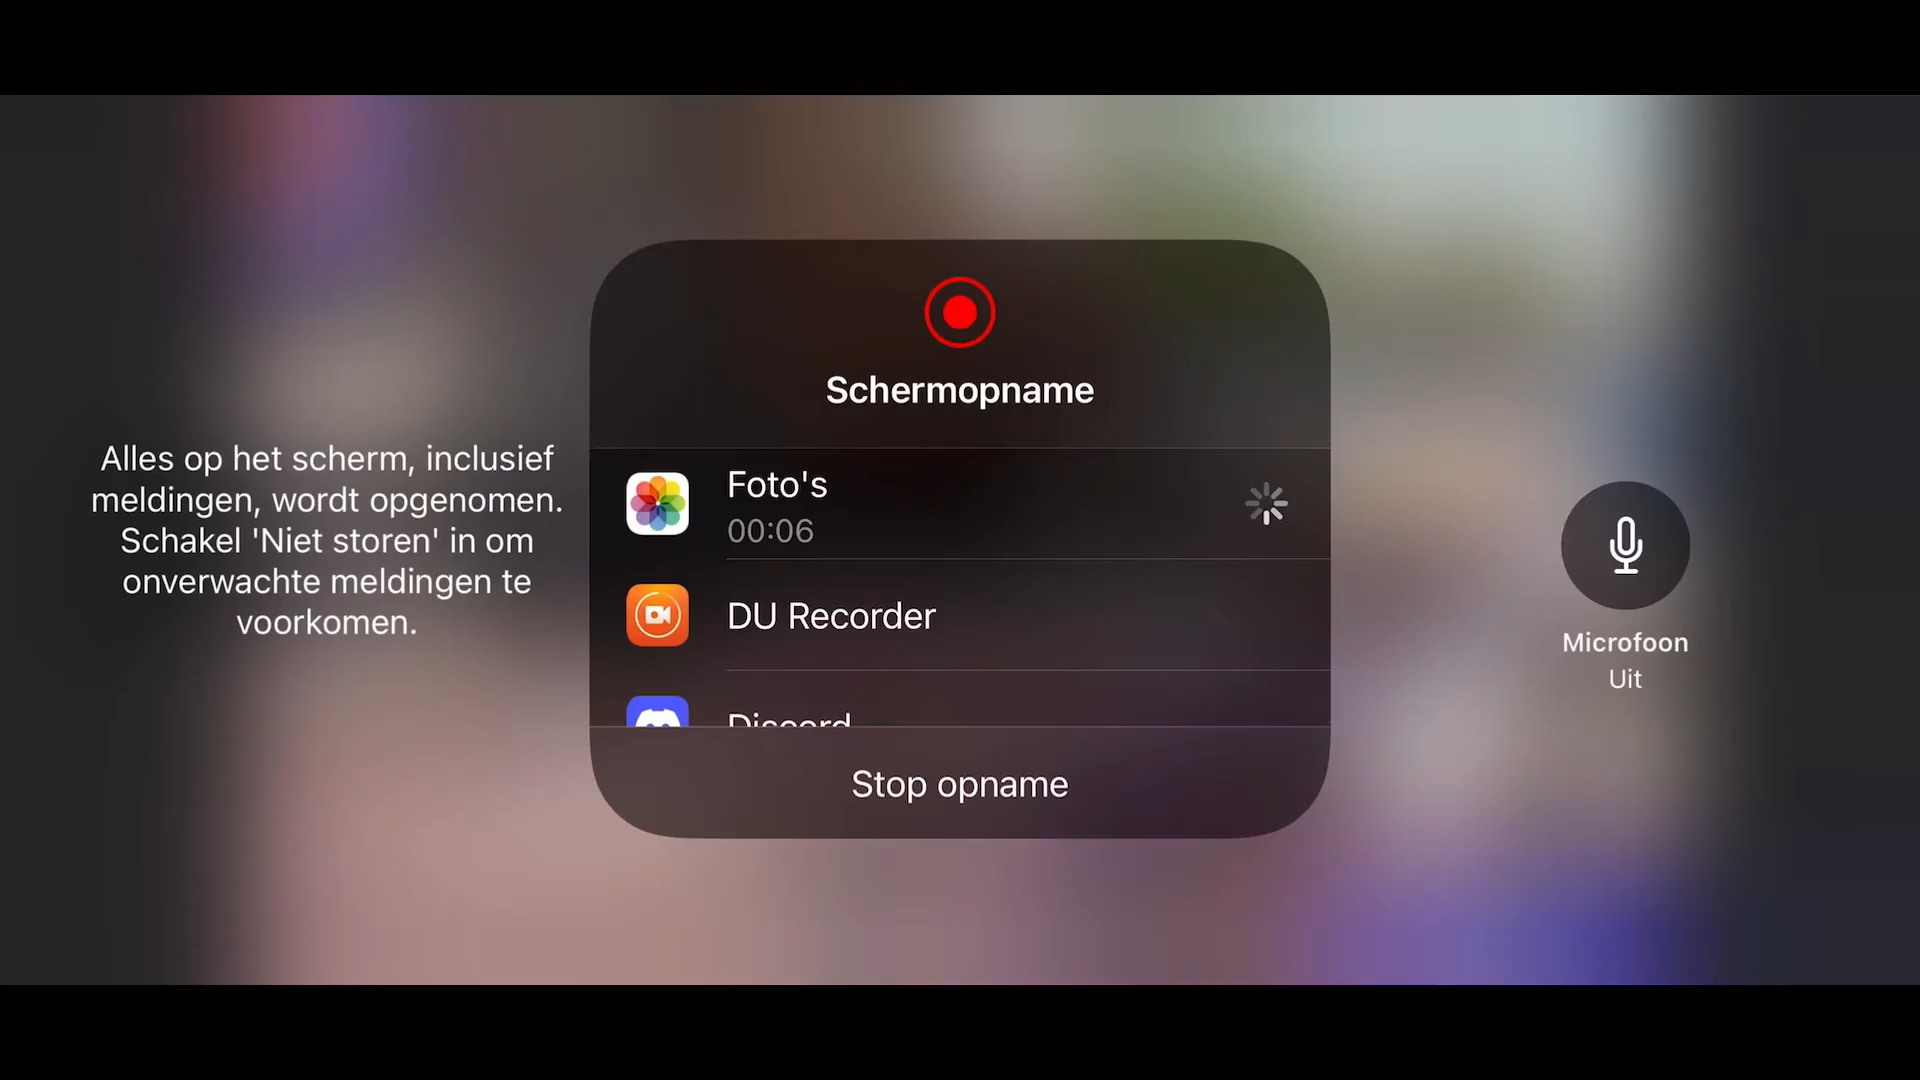 Schermopname
Alles op het scherm, inclusief
meldingen, wordt opgenomen.
Schakel 'Niet storen' in om
onverwachte meldingen te
voorkomen.
Foto's
00:06
DU Recorder
Discord
Stop opname
Microfoon
Uit